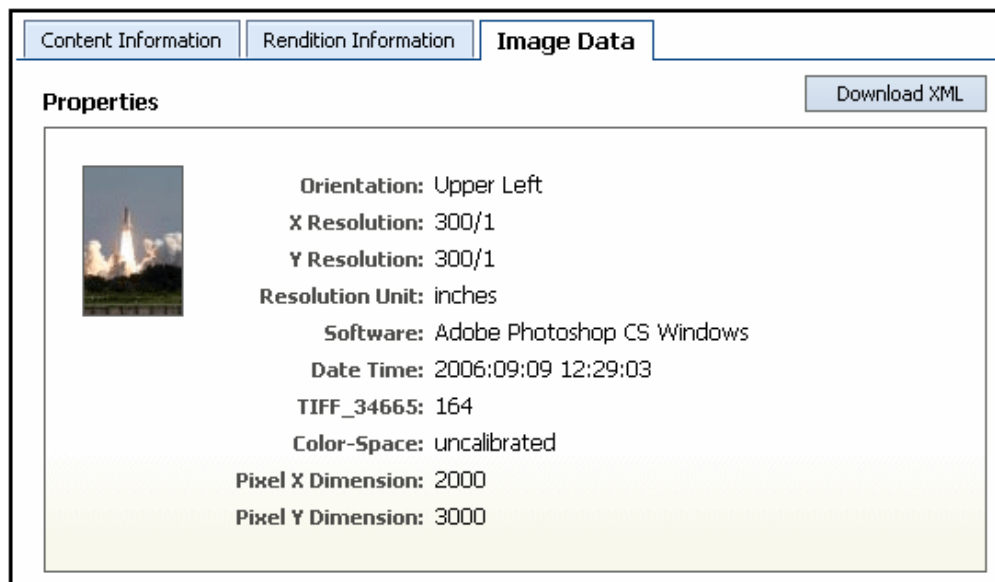 Content Information Rendition Information Image Data
Properties Download XML
Orientation: Upper Left
X Resolution: 300/1
Y Resolution: 300/1
Resolution Unit: inches
Software: Adobe Photoshop CS Windows
Date Time: 2006:09:09 12:29:03
TIFF_34665: 164
Color-Space: uncalibrated
Pixel X Dimension: 2000
Pixel Y Dimension: 3000